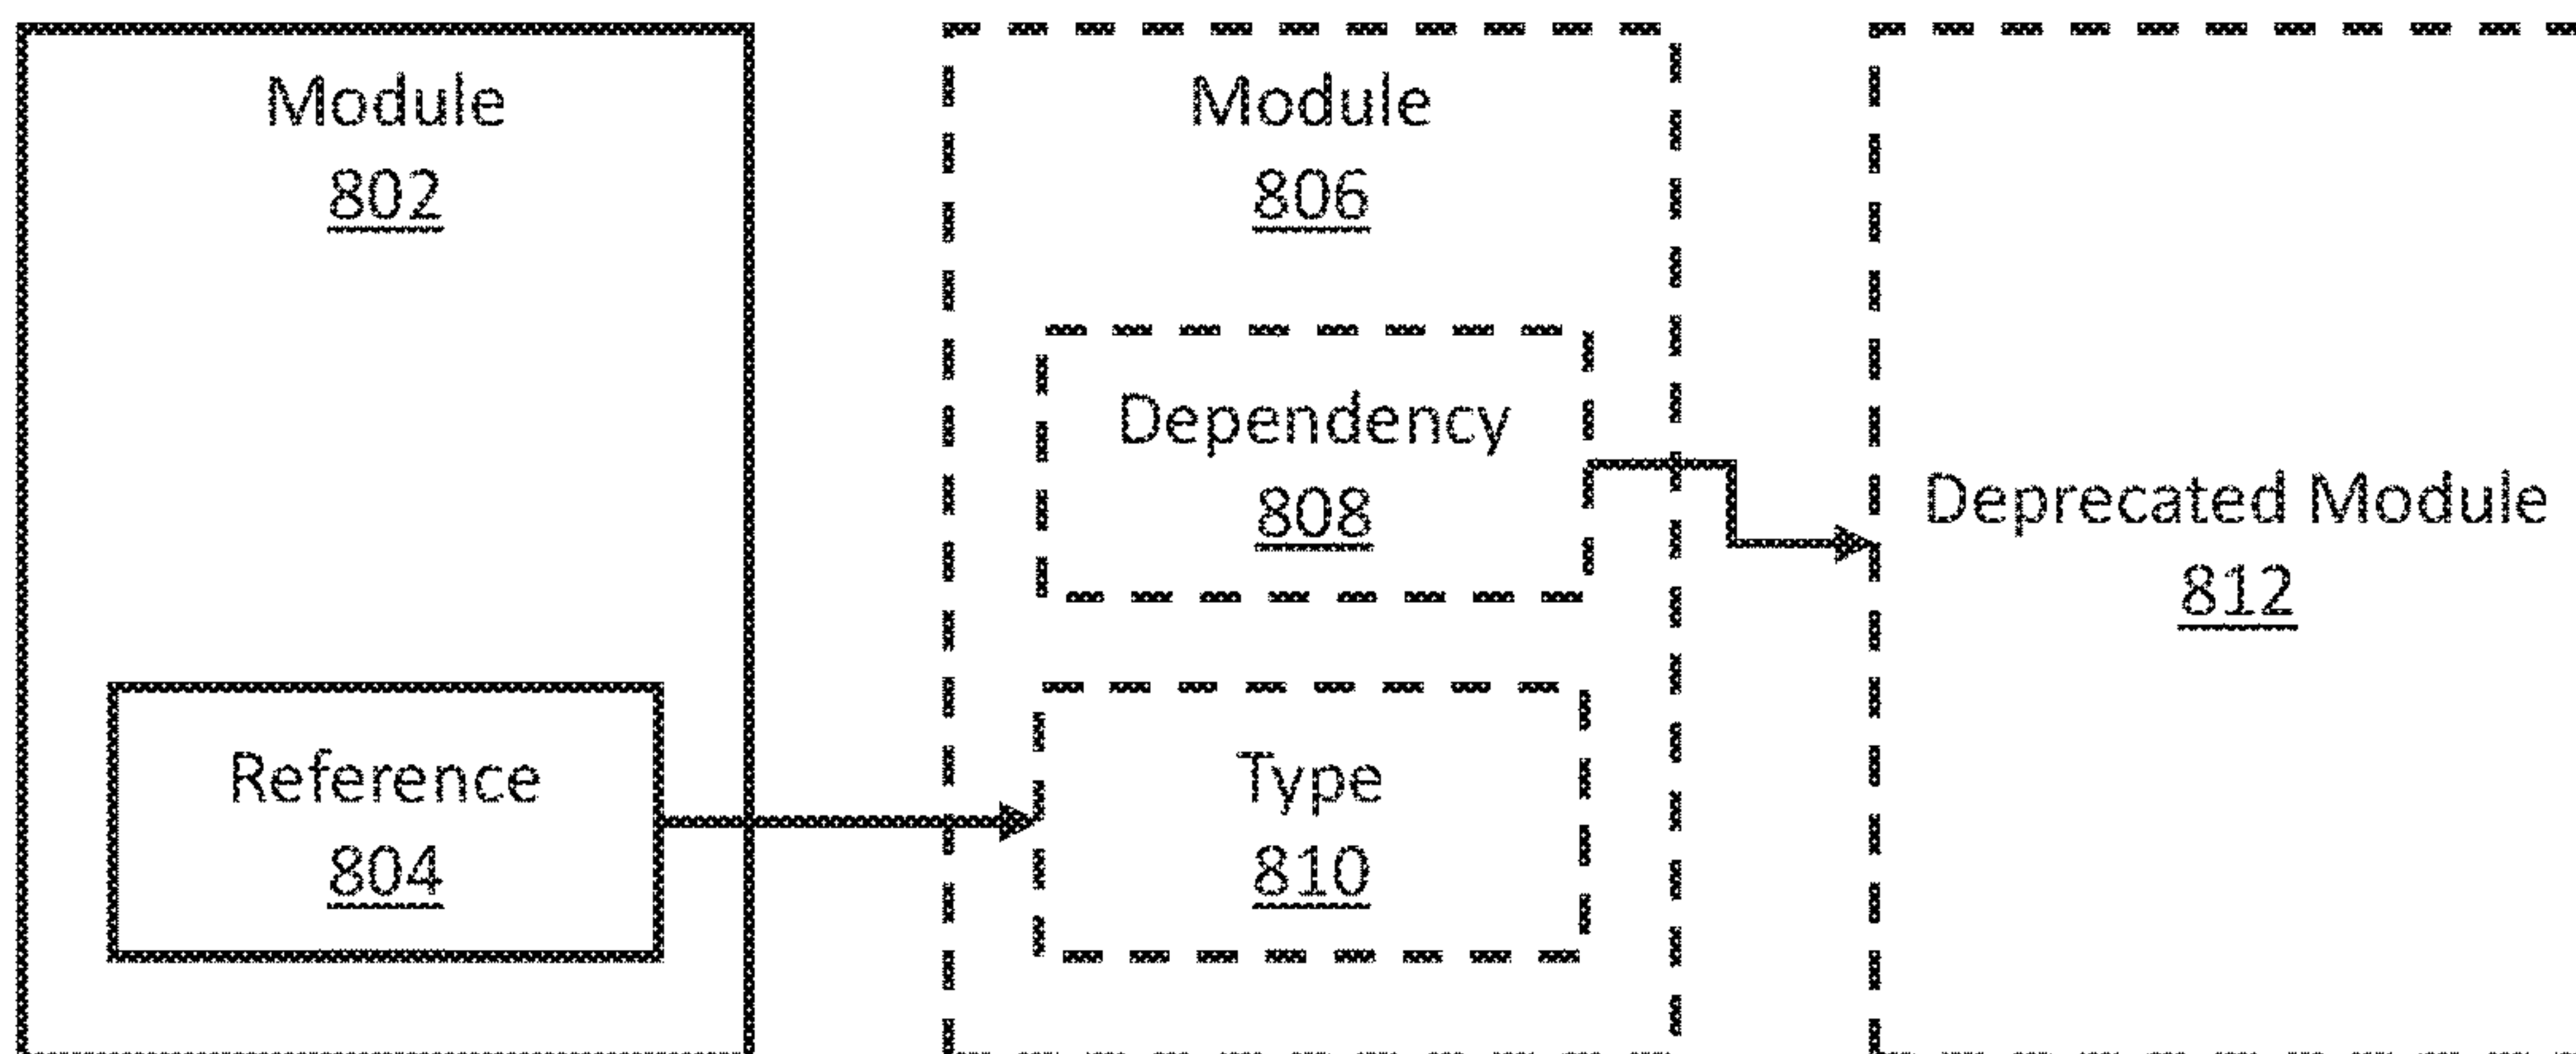 Module
802
Reference
804
Module
806
Dependency
808
Type
810
Deprecated Module
812